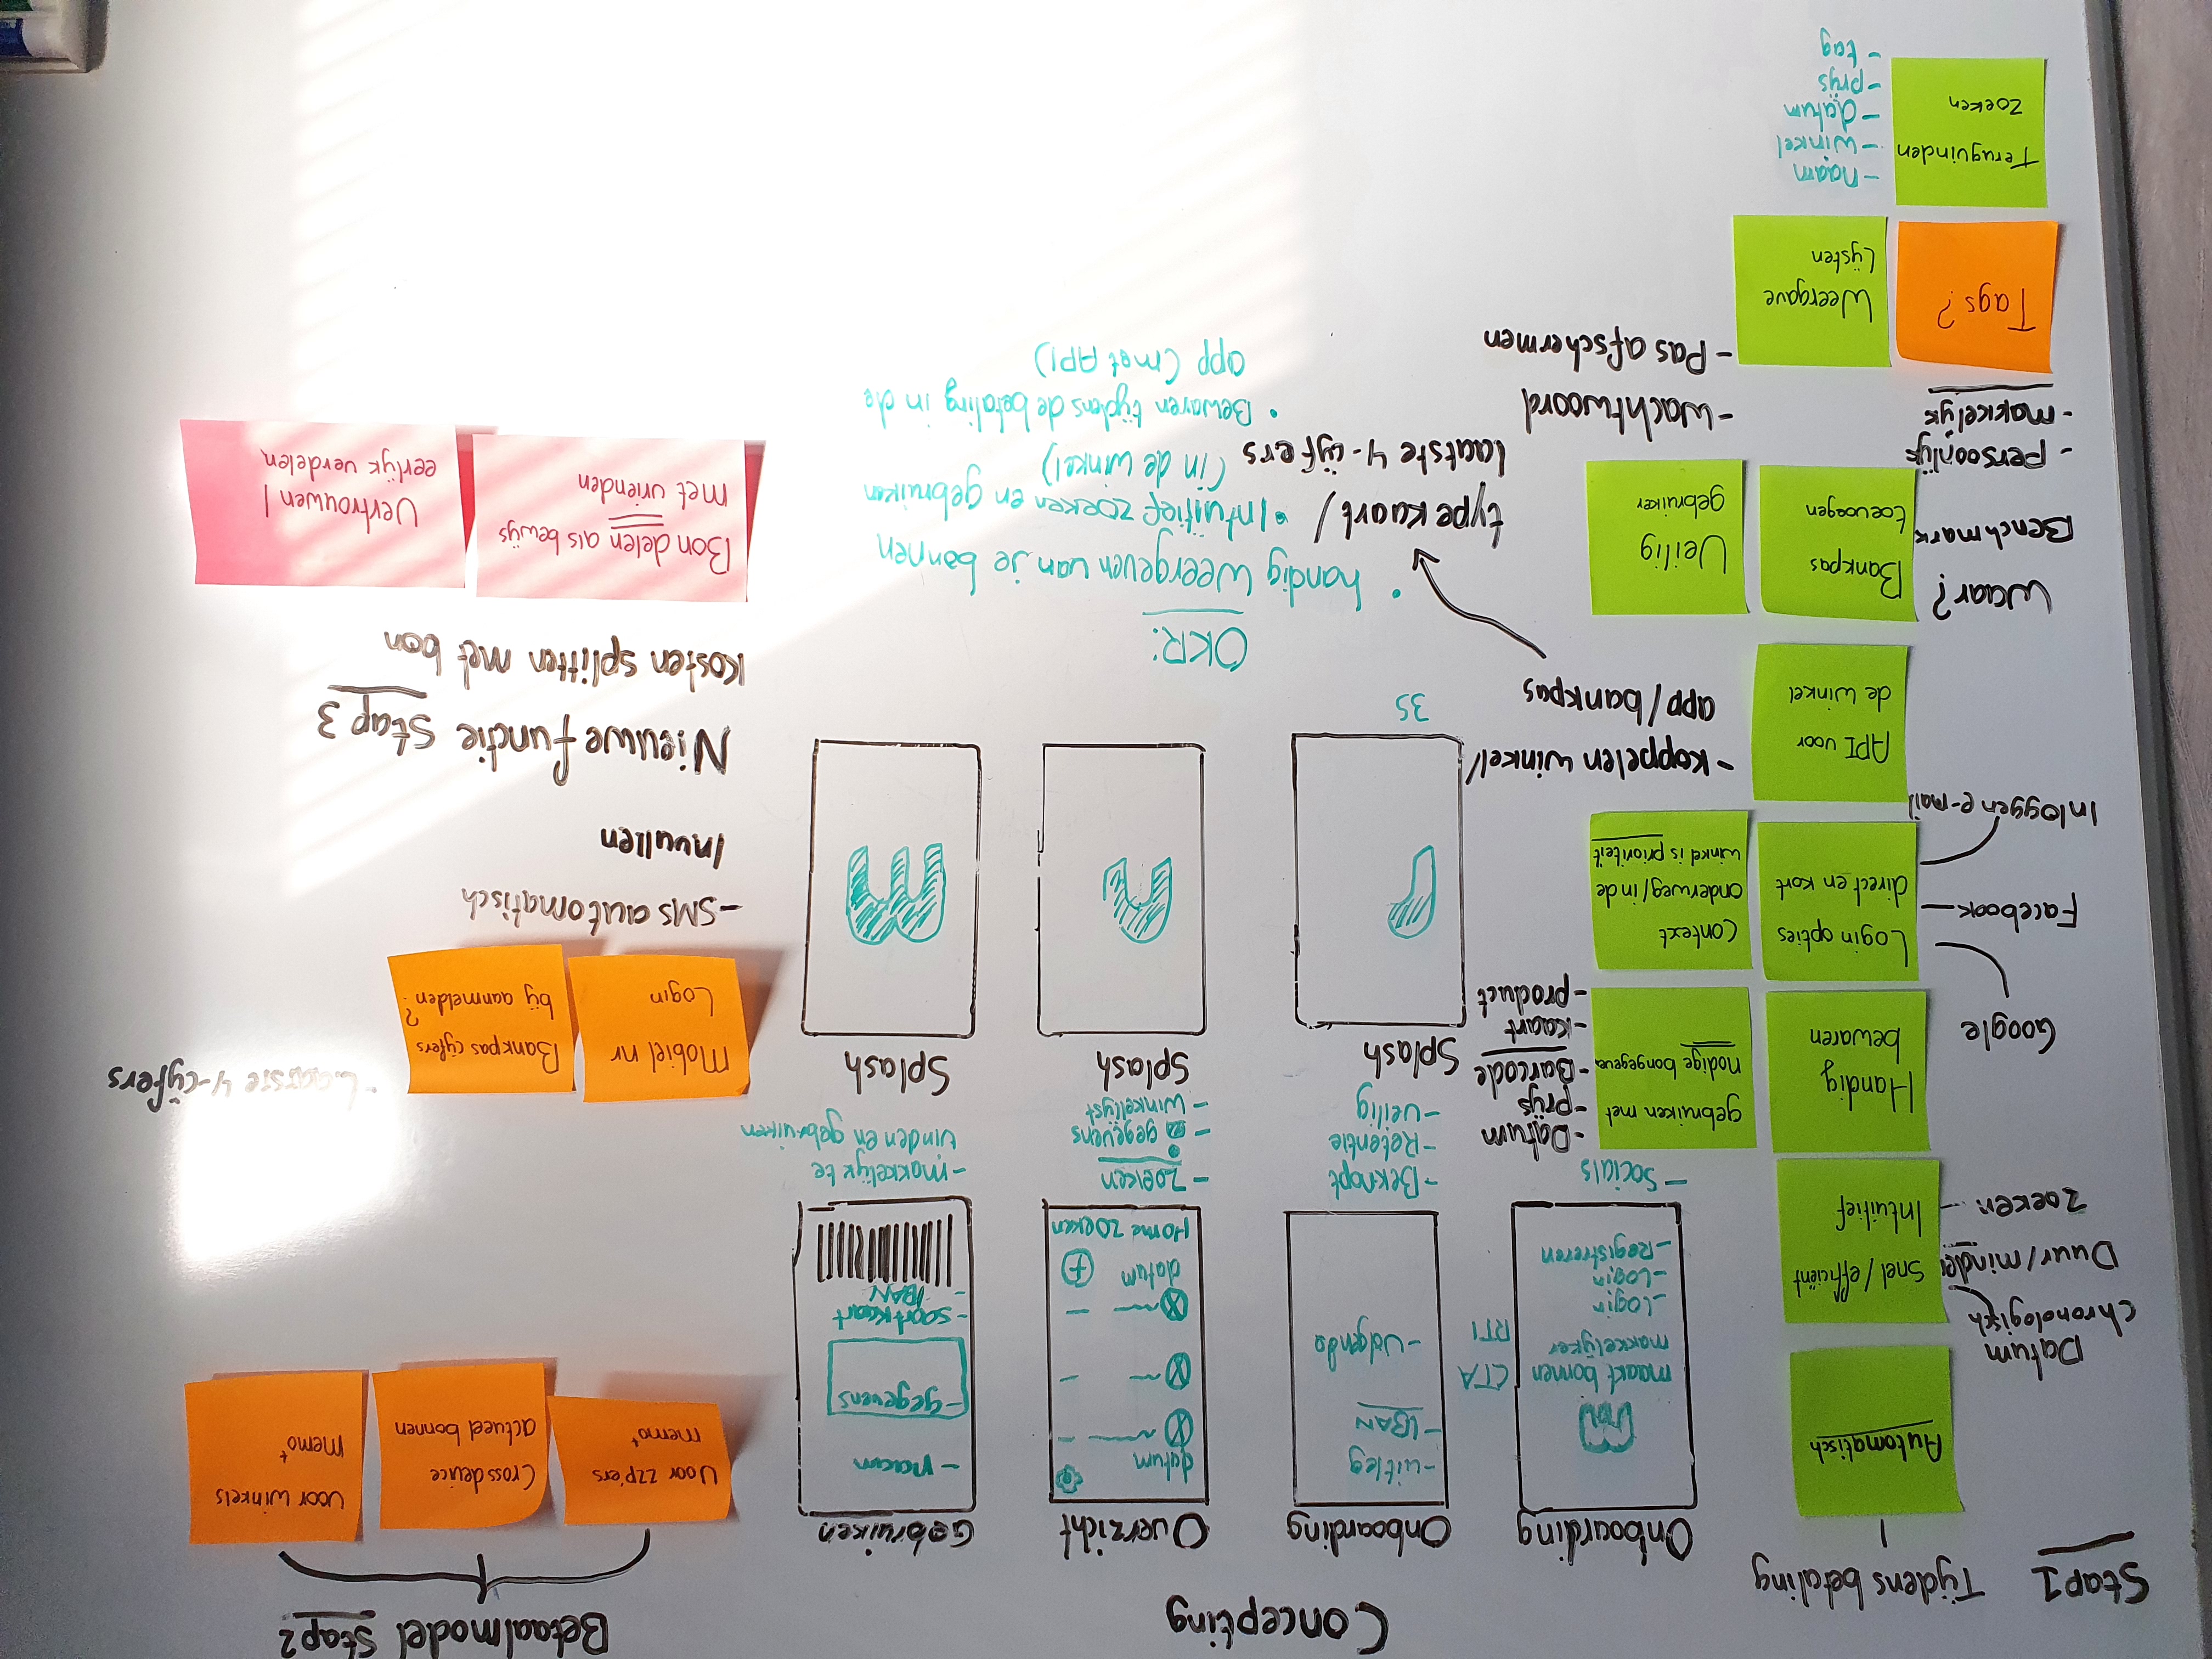 Concepting
Stap 1
Tijdens betaling
Automatisch
Datum
chronologisch
Duur/minder
Zoeken
Snel / efficiënt
Intuitief
Handig
bewaren
gebruiken met
nodige bongegeven
- Datum
- prijs
- Barcode
- kaart
- product
Google
Facebook
Inloggen e-mail
Login opties
direct en kort
Context
onderweg/in de
winkel is prioriteit
API voor
de winkel
- Koppelen winkel/
app/bankpas
type kaart /
laatste 4-cijfers
Waar?
Benchmark
- persoonlijk
- makkelijk
Bankpas
toevoegen
Veilig
gebruiker
- Wachtwoord
- Pas afschermen
Tags?
Weergave
Lijsten
Terugvinden
zoeken
- naam
- winkel
- datum
- prijs
- tag
Onboarding
m
maakt bonnen
makkelijker
- Login
- Login
- Registreren
CTA
RTI
- Socials
Onboarding
- uitleg
- IBAN
- Volgende
- Beknopt
- Retentie
- veilig
Overzicht
datum
datum
+
Home zoeken
- Zoeken
- gegevens
- winkellijst
Gebruiken
- naam
- gegevens
- soort kaart
- IBAN
- makkelijk te
vinden en gebruiken
Splash
3S
Splash
n
Splash
m
OKR:
• handig weergeven van je bonnen
• Intuïtief zoeken en gebruiken
(in de winkel)
• Bewaren tijdens de betaling in de
app (met API)
Betaalmodel Stap 2
Voor ZZP'ers
memo+
Cross device
actueel bonnen
Voor winkels
memo+
Mobiel nr
Login
Bankpas cijfers
bij aanmelden?
- Laatste 4-cijfers
- SMS automatisch
Invullen
Nieuwe functie Stap 3
Kosten splitten met bon
Bon delen als bewijs
met vrienden
Vertrouwen /
eerlijk verdelen